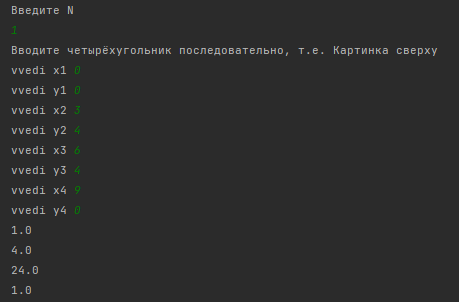 Введите N
1
Вводите четырёхугольник последовательно, т.е. Картинка сверху
vvedi x1 0
vvedi y1 0
vvedi x2 3
vvedi y2 4
vvedi x3 6
vvedi y3 4
vvedi x4 9
vvedi y4 0
1.0
4.0
24.0
1.0